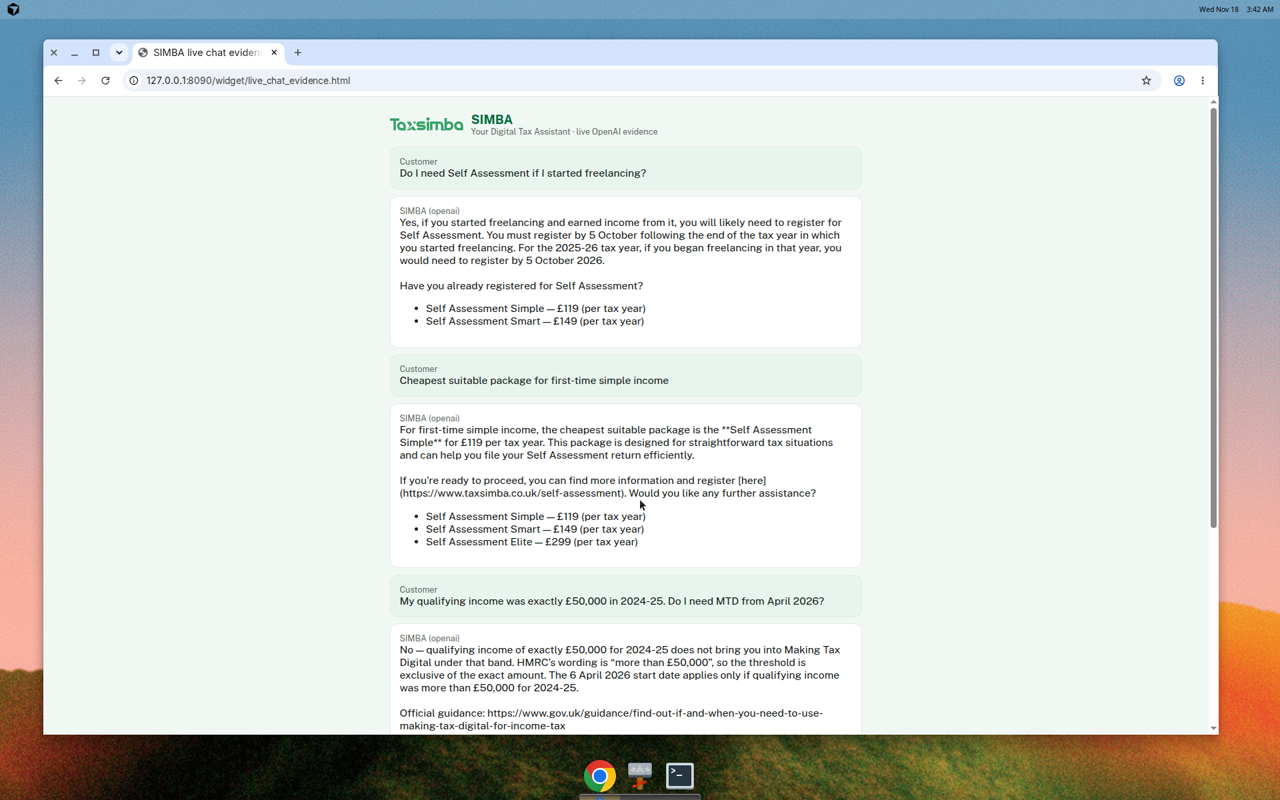 Wed Nov 18 3:42 AM
SIMBA live chat eviden
127.0.0.1:8090/widget/live_chat_evidence.html
Taxsimba
SIMBA
Your Digital Tax Assistant · live OpenAI evidence
Customer
Do I need Self Assessment if I started freelancing?
SIMBA (openai)
Yes, if you started freelancing and earned income from it, you will likely need to register for
Self Assessment. You must register by 5 October following the end of the tax year in which
you started freelancing. For the 2025-26 tax year, if you began freelancing in that year, you
would need to register by 5 October 2026.
Have you already registered for Self Assessment?
• Self Assessment Simple — £119 (per tax year)
• Self Assessment Smart — £149 (per tax year)
Customer
Cheapest suitable package for first-time simple income
SIMBA (openai)
For first-time simple income, the cheapest suitable package is the **Self Assessment
Simple** for £119 per tax year. This package is designed for straightforward tax situations
and can help you file your Self Assessment return efficiently.
If you're ready to proceed, you can find more information and register [here]
(https://www.taxsimba.co.uk/self-assessment). Would you like any further assistance?
• Self Assessment Simple — £119 (per tax year)
• Self Assessment Smart — £149 (per tax year)
• Self Assessment Elite — £299 (per tax year)
Customer
My qualifying income was exactly £50,000 in 2024-25. Do I need MTD from April 2026?
SIMBA (openai)
No — qualifying income of exactly £50,000 for 2024-25 does not bring you into Making Tax
Digital under that band. HMRC's wording is “more than £50,000”, so the threshold is
exclusive of the exact amount. The 6 April 2026 start date applies only if qualifying income
was more than £50,000 for 2024-25.
Official guidance: https://www.gov.uk/guidance/find-out-if-and-when-you-need-to-use-
making-tax-digital-for-income-tax